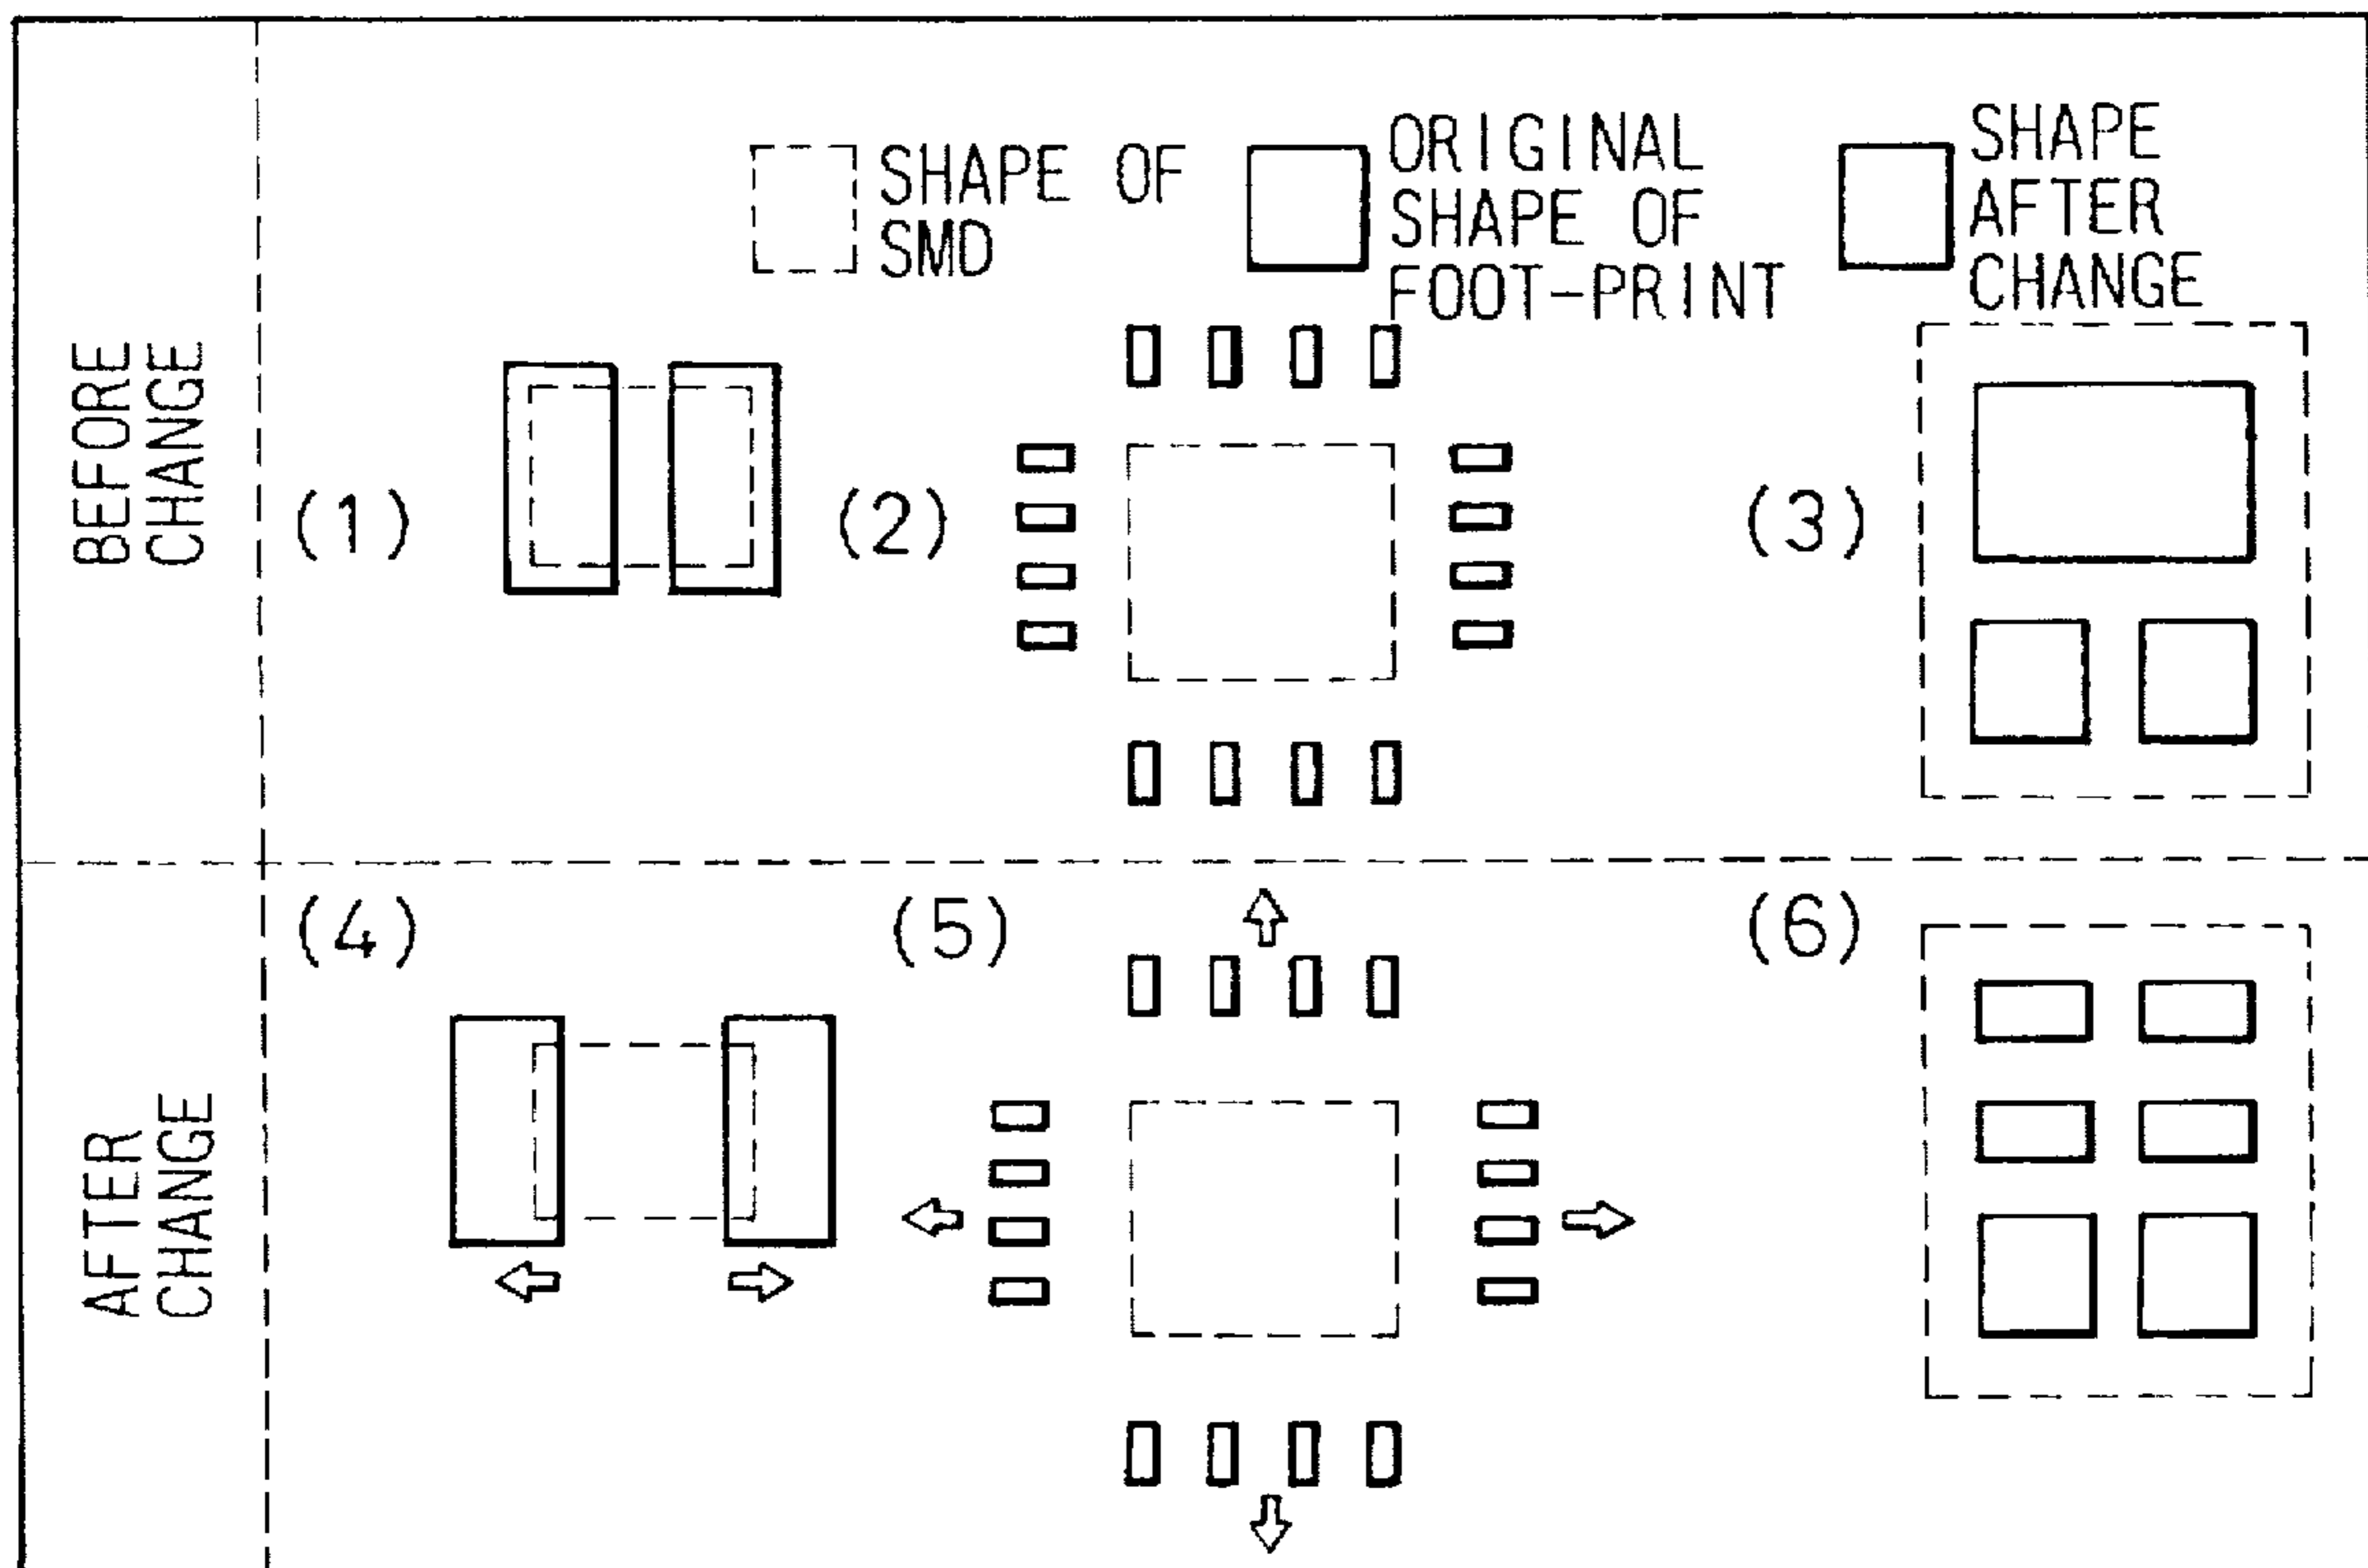 SHAPE OF
SMD
ORIGINAL
SHAPE OF
FOOT-PRINT
SHAPE
AFTER
CHANGE
BEFORE
CHANGE
(1)
(2)
(3)
AFTER
CHANGE
(4)
(5)
(6)